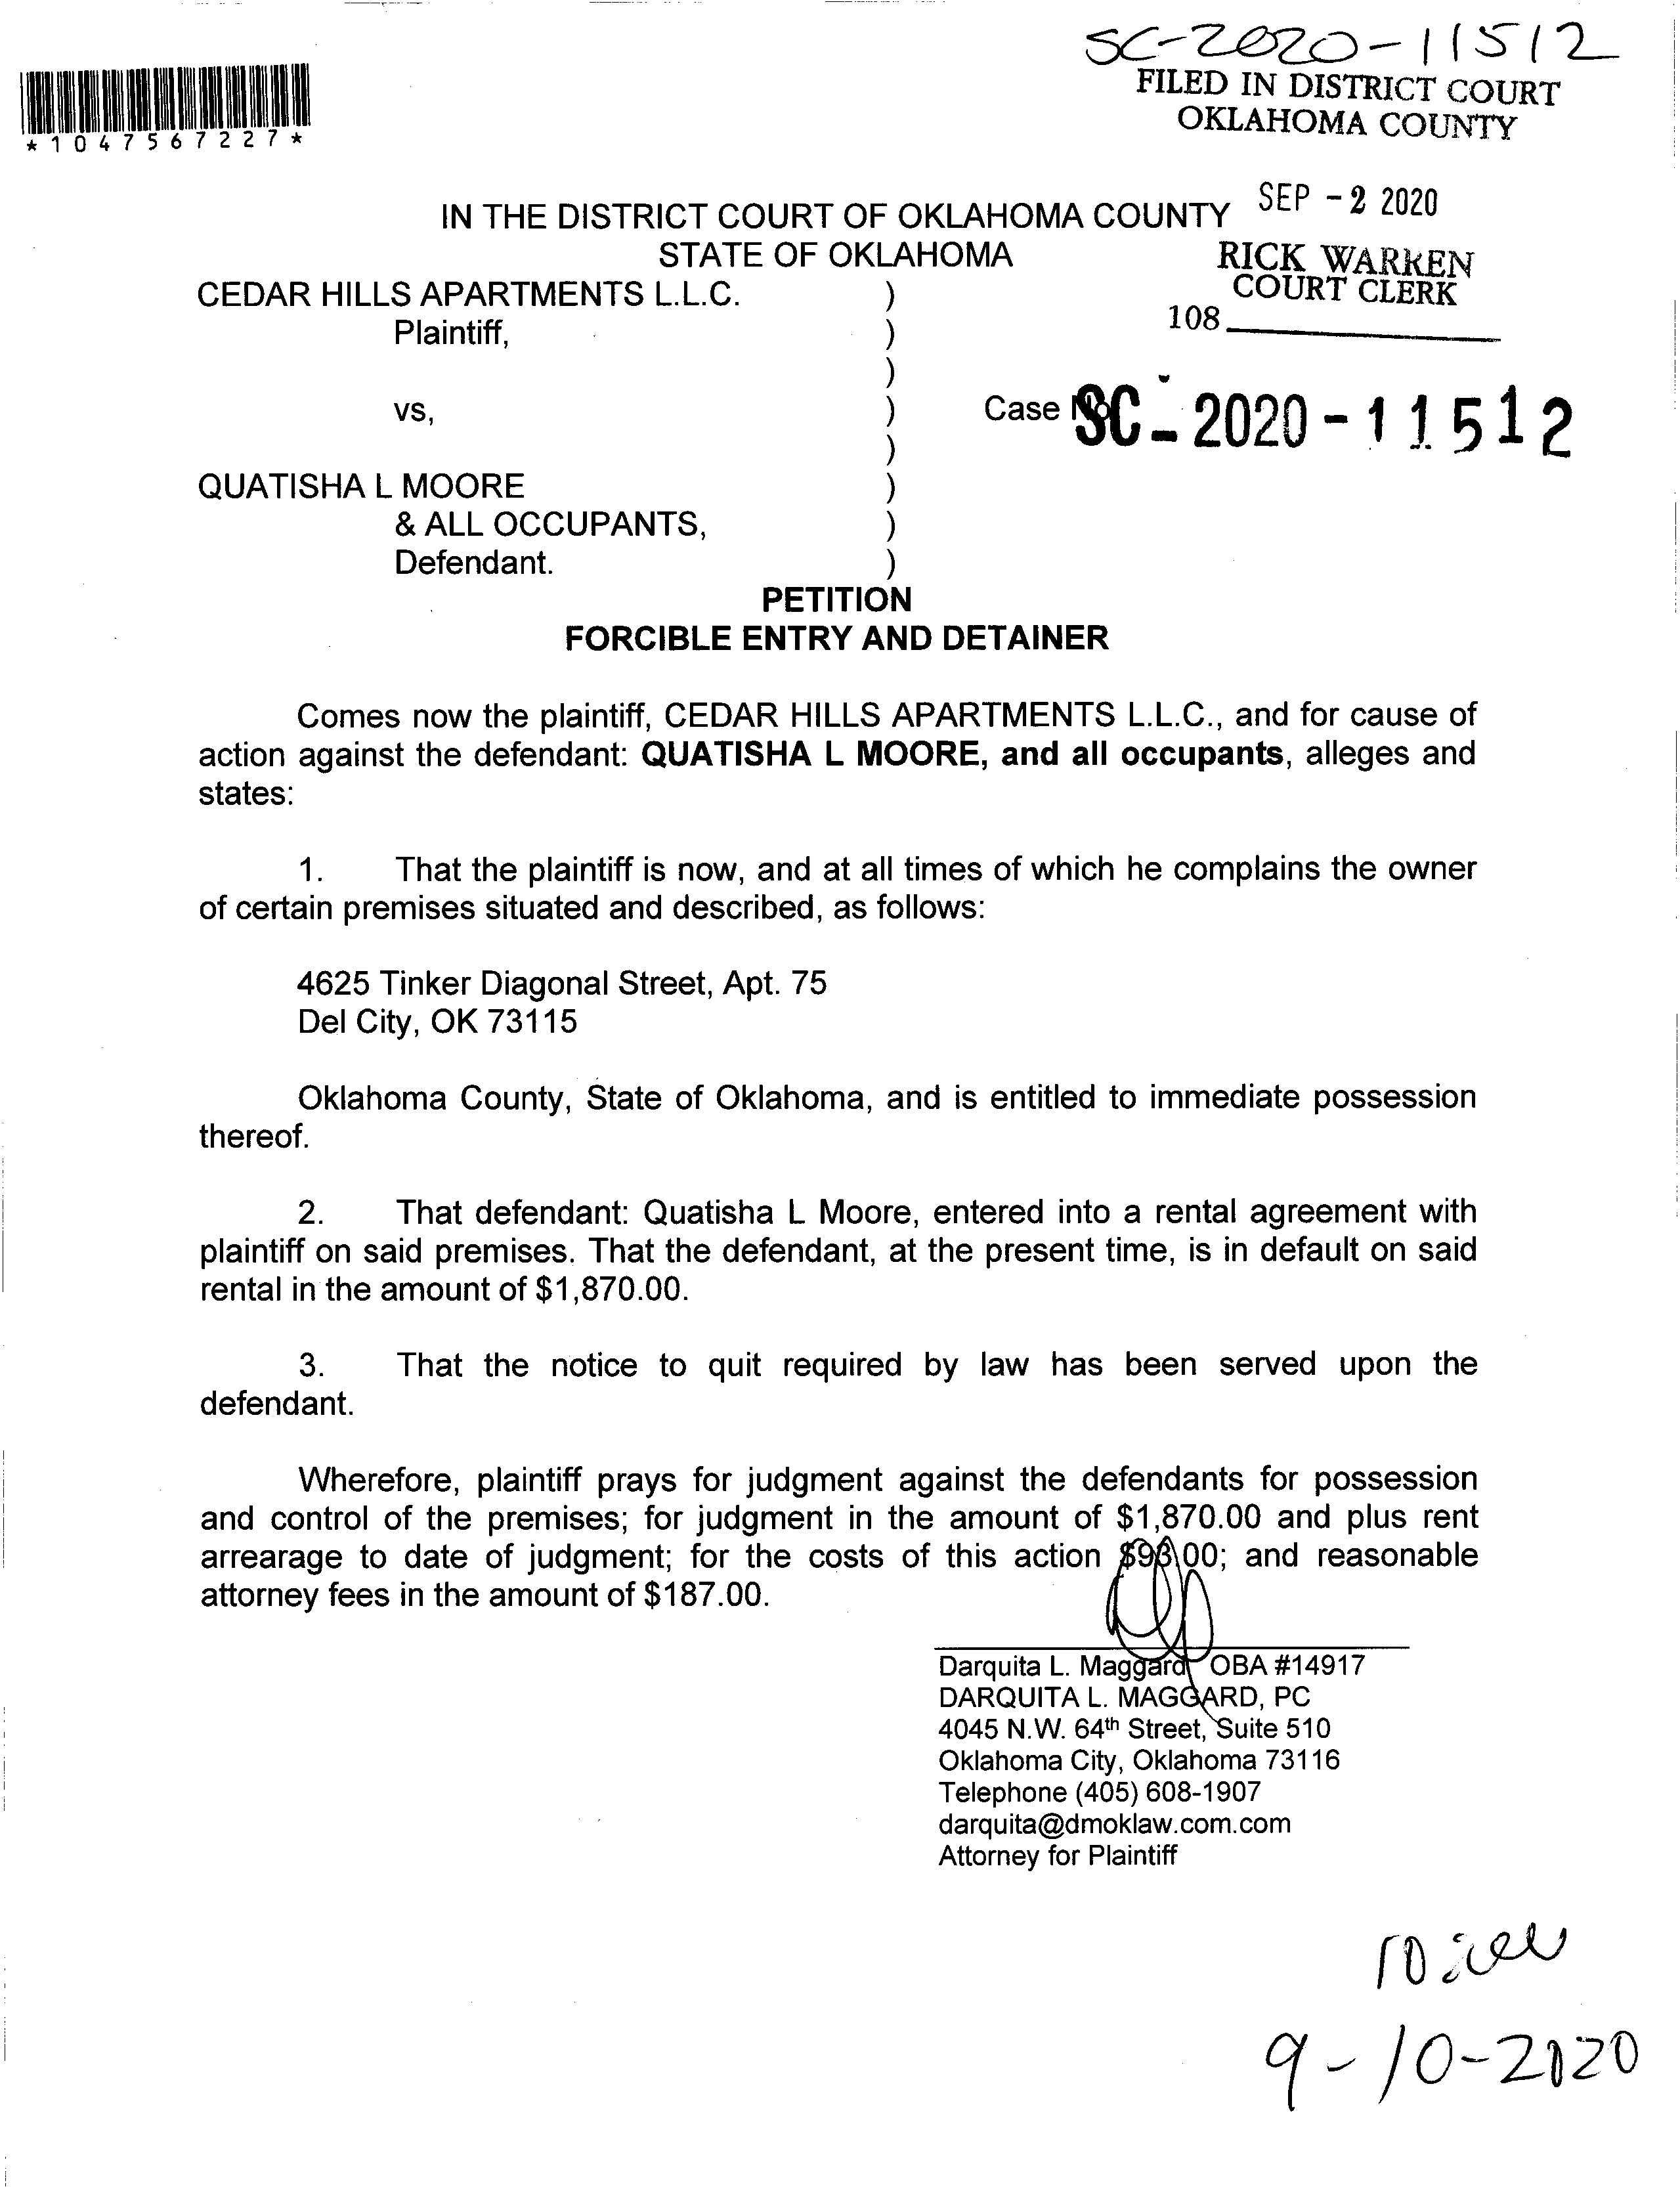 SC-2020-11512
FILED IN DISTRICT COURT
OKLAHOMA COUNTY
*1047567227*
SEP -2 2020
IN THE DISTRICT COURT OF OKLAHOMA COUNTY
STATE OF OKLAHOMA
RICK WARREN
COURT CLERK
108
CEDAR HILLS APARTMENTS L.L.C. )
Plaintiff, )
)
vs, ) Case No. SC-2020-11512
)
QUATISHA L MOORE )
& ALL OCCUPANTS, )
Defendant. )
PETITION
FORCIBLE ENTRY AND DETAINER
Comes now the plaintiff, CEDAR HILLS APARTMENTS L.L.C., and for cause of
action against the defendant: QUATISHA L MOORE, and all occupants, alleges and
states:
1. That the plaintiff is now, and at all times of which he complains the owner
of certain premises situated and described, as follows:
4625 Tinker Diagonal Street, Apt. 75
Del City, OK 73115
Oklahoma County, State of Oklahoma, and is entitled to immediate possession
thereof.
2. That defendant: Quatisha L Moore, entered into a rental agreement with
plaintiff on said premises. That the defendant, at the present time, is in default on said
rental in the amount of $1,870.00.
3. That the notice to quit required by law has been served upon the
defendant.
Wherefore, plaintiff prays for judgment against the defendants for possession
and control of the premises; for judgment in the amount of $1,870.00 and plus rent
arrearage to date of judgment; for the costs of this action $93.00; and reasonable
attorney fees in the amount of $187.00.
Darquita L. Maggard OBA #14917
DARQUITA L. MAGGARD, PC
4045 N.W. 64th Street, Suite 510
Oklahoma City, Oklahoma 73116
Telephone (405) 608-1907
darquita@dmoklaw.com.com
Attorney for Plaintiff
9-10-2020